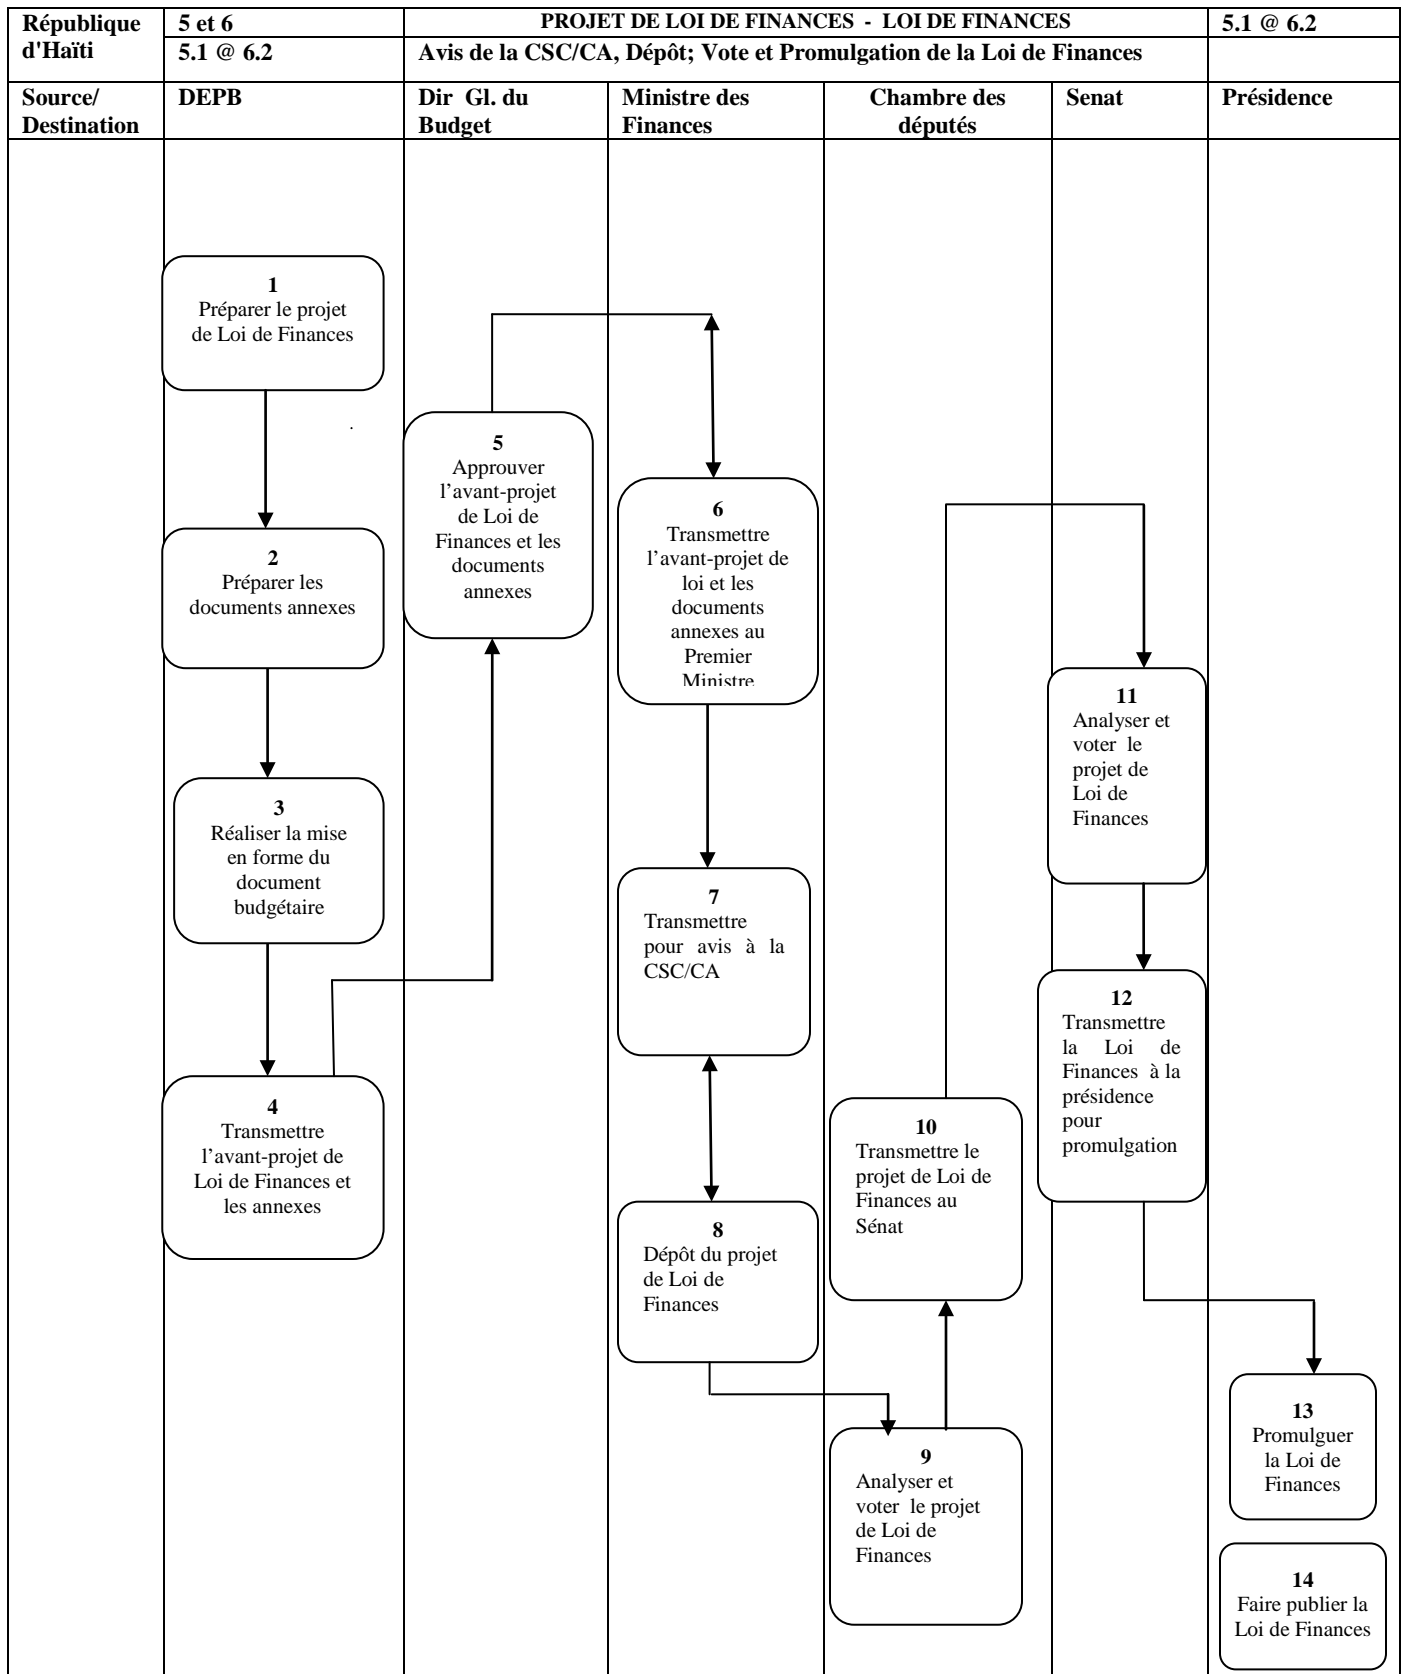 République
d'Haïti
5 et 6
PROJET DE LOI DE FINANCES - LOI DE FINANCES
5.1 @ 6.2
5.1 @ 6.2
Avis de la CSC/CA, Dépôt; Vote et Promulgation de la Loi de Finances
Source/
Destination
DEPB
Dir Gl. du
Budget
Ministre des
Finances
Chambre des
députés
Senat
Présidence
1
Préparer le projet
de Loi de Finances
2
Préparer les
documents annexes
3
Réaliser la mise
en forme du
document
budgétaire
4
Transmettre
l’avant-projet de
Loi de Finances et
les annexes
5
Approuver
l’avant-projet
de Loi de
Finances et les
documents
annexes
6
Transmettre
l’avant-projet de
loi et les
documents
annexes au
Premier
Ministre
7
Transmettre
pour avis à la
CSC/CA
8
Dépôt du projet
de Loi de
Finances
9
Analyser et
voter le projet
de Loi de
Finances
10
Transmettre le
projet de Loi de
Finances au
Sénat
11
Analyser et
voter le
projet de
Loi de
Finances
12
Transmettre
la Loi de
Finances à la
présidence
pour
promulgation
13
Promulguer
la Loi de
Finances
14
Faire publier la
Loi de Finances